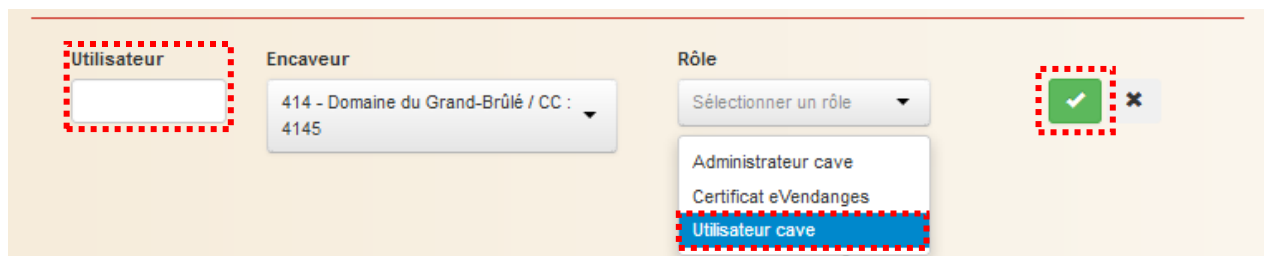 Utilisateur
Encaveur
Rôle
414 - Domaine du Grand-Brûlé / CC :
4145
Sélectionner un rôle
Administrateur cave
Certificat eVendanges
Utilisateur cave